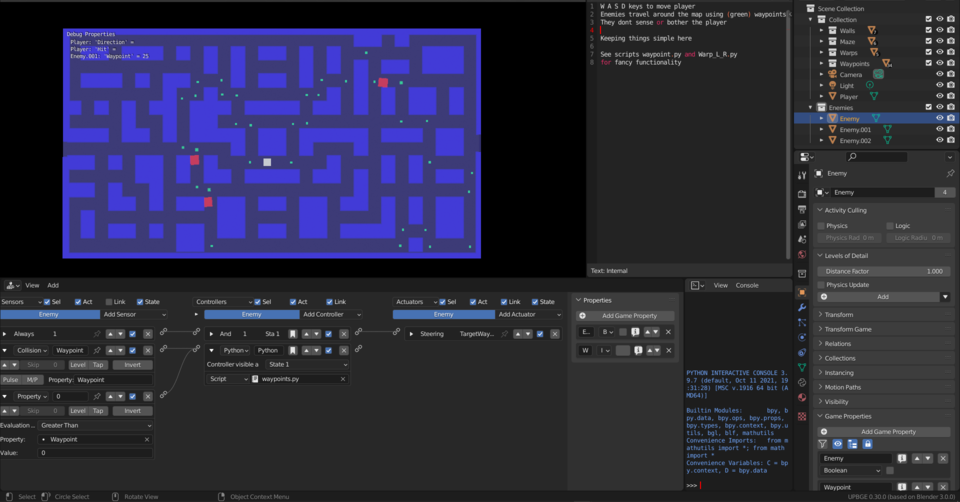 Debug Properties
Player: 'Direction' =
Player: 'Hit' =
Enemy.001: 'Waypoint' = 25
1 W A S D keys to move player
2 Enemies travel around the map using (green) waypoints
3 They dont sense or bother the player
4
5 Keeping things simple here
6
7 See scripts waypoint.py and Warp_L_R.py
8 for fancy functionality
Text: Internal
Scene Collection
Collection
Walls
Maze
Warps
Waypoints
Camera
Light
Player
Enemies
Enemy
Enemy.001
Enemy.002
Enemy
Enemy 4
Activity Culling
Physics Logic
Physics Rad 0 m Logic Radiu 0 m
Levels of Detail
Distance Factor 1.000
Physics Update
Add
Transform
Transform Game
Relations
Collections
Instancing
Motion Paths
Visibility
Game Properties
Add Game Property
Enemy
Boolean
Waypoint
View Add
Sensors Sel Act Link State
Enemy Add Sensor
Always 1
Collision Waypoint
Skip 0 Level Tap Invert
Pulse M/P Property: Waypoint
Property 0
Skip 0 Level Tap Invert
Evaluation .. Greater Than
Property: Waypoint
Value: 0
Controllers Sel Act Link
Enemy Add Controller
And 1 Sta 1
Python Python
Controller visible a State 1
Script waypoints.py
Actuators Sel Act Link State
Enemy Add Actuator
Steering TargetWay...
Properties
Add Game Property
E... B
W I
View Console
PYTHON INTERACTIVE CONSOLE 3.
9.7 (default, Oct 11 2021, 19
:31:28) [MSC v.1916 64 bit (A
MD64)]
Builtin Modules: bpy, b
py.data, bpy.ops, bpy.props,
bpy.types, bpy.context, bpy.u
tils, bgl, blf, mathutils
Convenience Imports: from m
athutils import *; from math
import *
Convenience Variables: C = bp
y.context, D = bpy.data
>>>
Select Circle Select Rotate View Object Context Menu
UPBGE 0.30.0 (based on Blender 3.0.0)